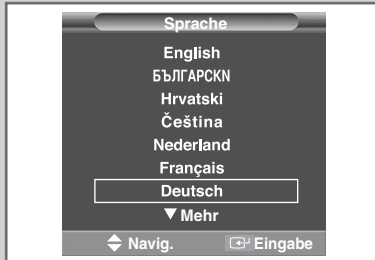 Sprache
English
БЪЛГАРСКN
Hrvatski
Čeština
Nederland
Français
Deutsch
▼ Mehr
Navig. Eingabe